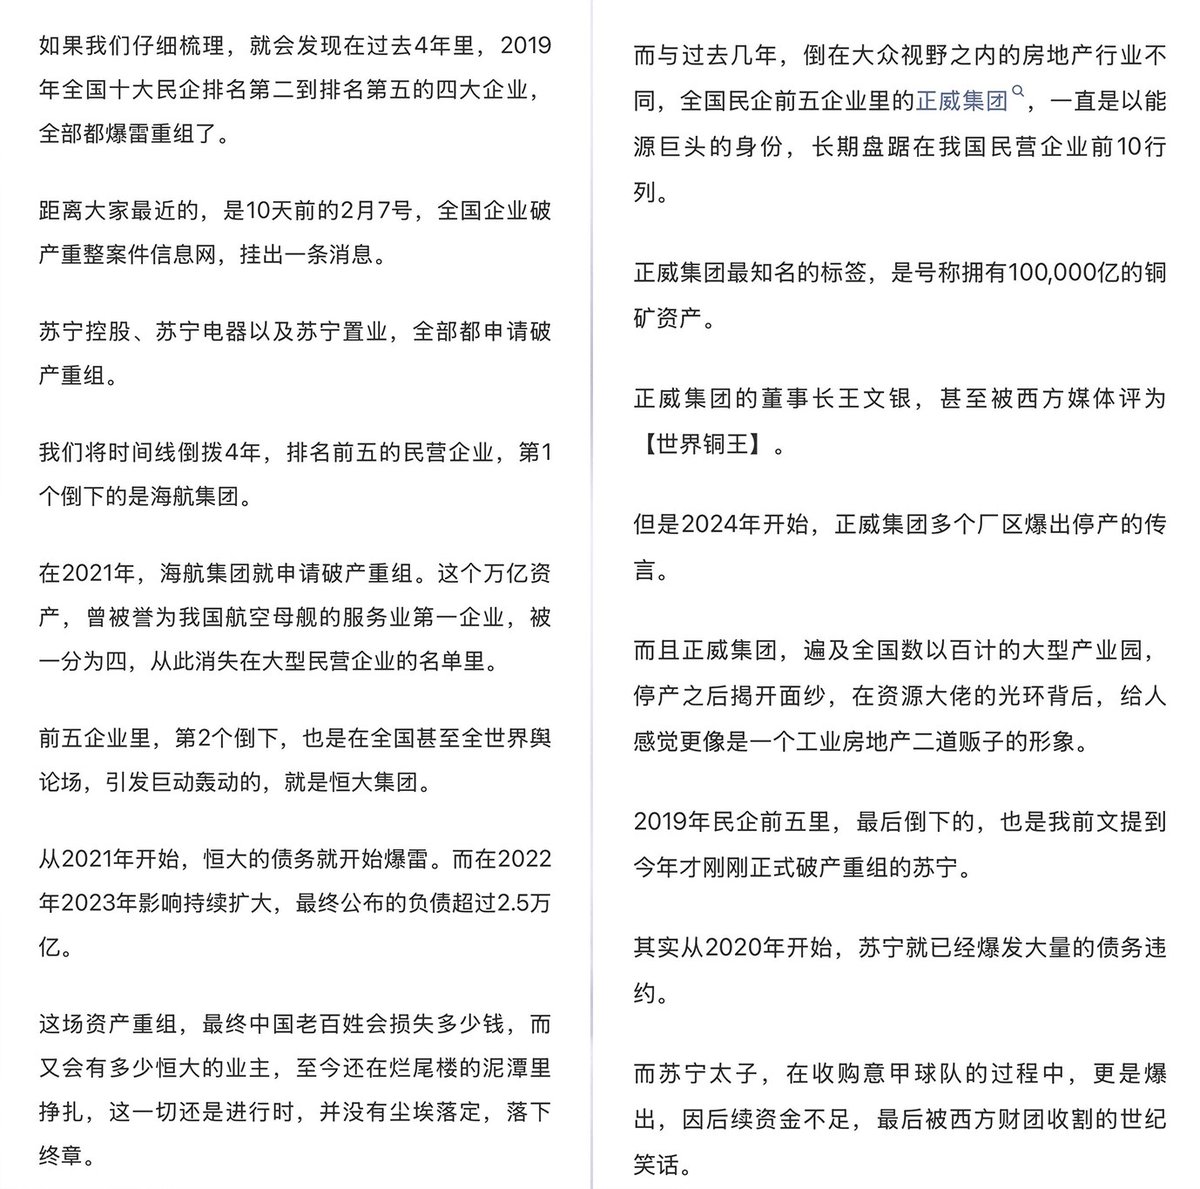 如果我们仔细梳理，就会发现在过去4年里，2019
年全国十大民企排名第二到排名第五的四大企业，
全部都爆雷重组了。
距离大家最近的，是10天前的2月7号，全国企业破
产重整案件信息网，挂出一条消息。
苏宁控股、苏宁电器以及苏宁置业，全部都申请破
产重组。
我们将时间线倒拨4年，排名前五的民营企业，第1
个倒下的是海航集团。
在2021年，海航集团就申请破产重组。这个万亿资
产，曾被誉为我国航空母舰的服务业第一企业，被
一分为四，从此消失在大型民营企业的名单里。
前五企业里，第2个倒下，也是在全国甚至全世界舆
论场，引发巨动轰动的，就是恒大集团。
从2021年开始，恒大的债务就开始爆雷。而在2022
年2023年影响持续扩大，最终公布的负债超过2.5万
亿。
这场资产重组，最终中国老百姓会损失多少钱，而
又会有多少恒大的业主，至今还在烂尾楼的泥潭里
挣扎，这一切还是进行时，并没有尘埃落定，落下
终章。
而与过去几年，倒在大众视野之内的房地产行业不
同，全国民企前五企业里的正威集团，一直是以能
源巨头的身份，长期盘踞在我国民营企业前10行
列。
正威集团最知名的标签，是号称拥有100,000亿的铜
矿资产。
正威集团的董事长王文银，甚至被西方媒体评为
【世界铜王】。
但是2024年开始，正威集团多个厂区爆出停产的传
言。
而且正威集团，遍及全国数以百计的大型产业园，
停产之后揭开面纱，在资源大佬的光环背后，给人
感觉更像是一个工业房地产二道贩子的形象。
2019年民企前五里，最后倒下的，也是我前文提到
今年才刚刚正式破产重组的苏宁。
其实从2020年开始，苏宁就已经爆发大量的债务违
约。
而苏宁太子，在收购意甲球队的过程中，更是爆
出，因后续资金不足，最后被西方财团收割的世纪
笑话。